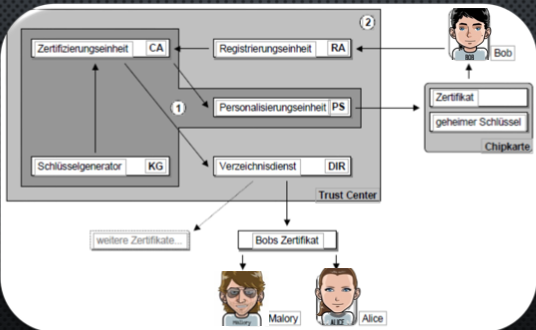 2
Zertifizierungseinheit CA
Registrierungseinheit RA
BOB
Bob
Zertifikat
1
Personalisierungseinheit PS
geheimer Schlüssel
Chipkarte
Schlüsselgenerator KG
Verzeichnisdienst DIR
Trust Center
weitere Zertifikate...
Bobs Zertifikat
Malory
Malory
ALICE
Alice